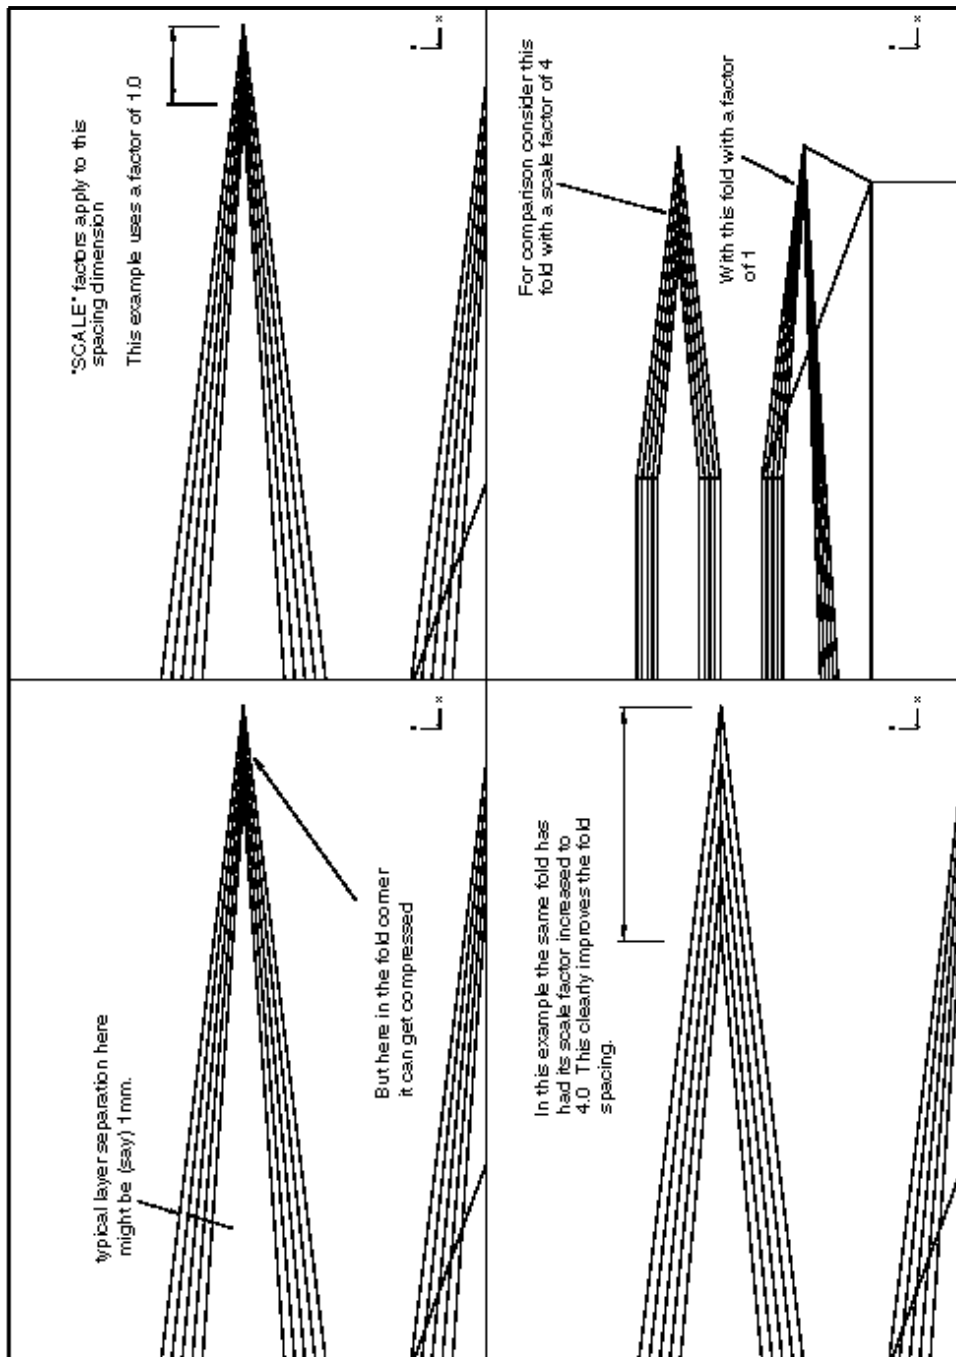 typical layer separation here
might be (say) 1mm.
But here in the fold corner
it can get compressed
"SCALE" factors apply to this
spacing dimension
This example uses a factor of 1.0
In this example the same fold has
had its scale factor increased to
4.0 This clearly improves the fold
spacing.
For comparison consider this
fold with a scale factor of 4
With this fold with a factor
of 1